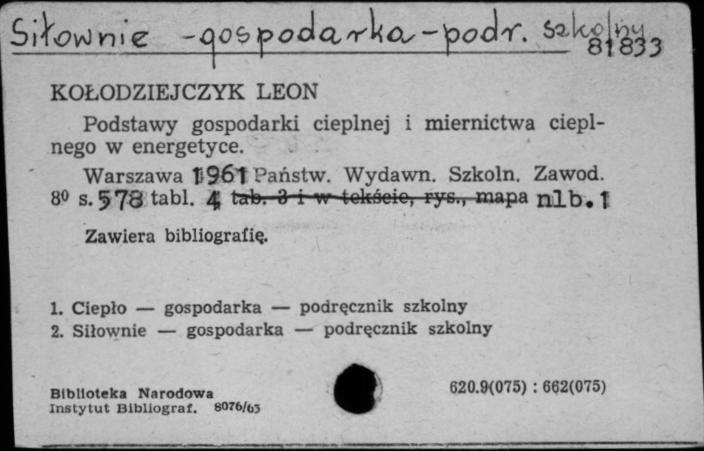 Siłownie - gospodarka - podr. szkolny
81833
KOŁODZIEJCZYK LEON
Podstawy gospodarki cieplnej i miernictwa ciepl-
nego w energetyce.
Warszawa 1961 Państw. Wydawn. Szkoln. Zawod.
8⁰ s. 578 tabl. 4 tab. 3 i w tekście, rys., mapa nlb. 1
Zawiera bibliografię.
1. Ciepło — gospodarka — podręcznik szkolny
2. Siłownie — gospodarka — podręcznik szkolny
Biblioteka Narodowa
Instytut Bibliograf. 8076/63
620.9(075) : 662(075)